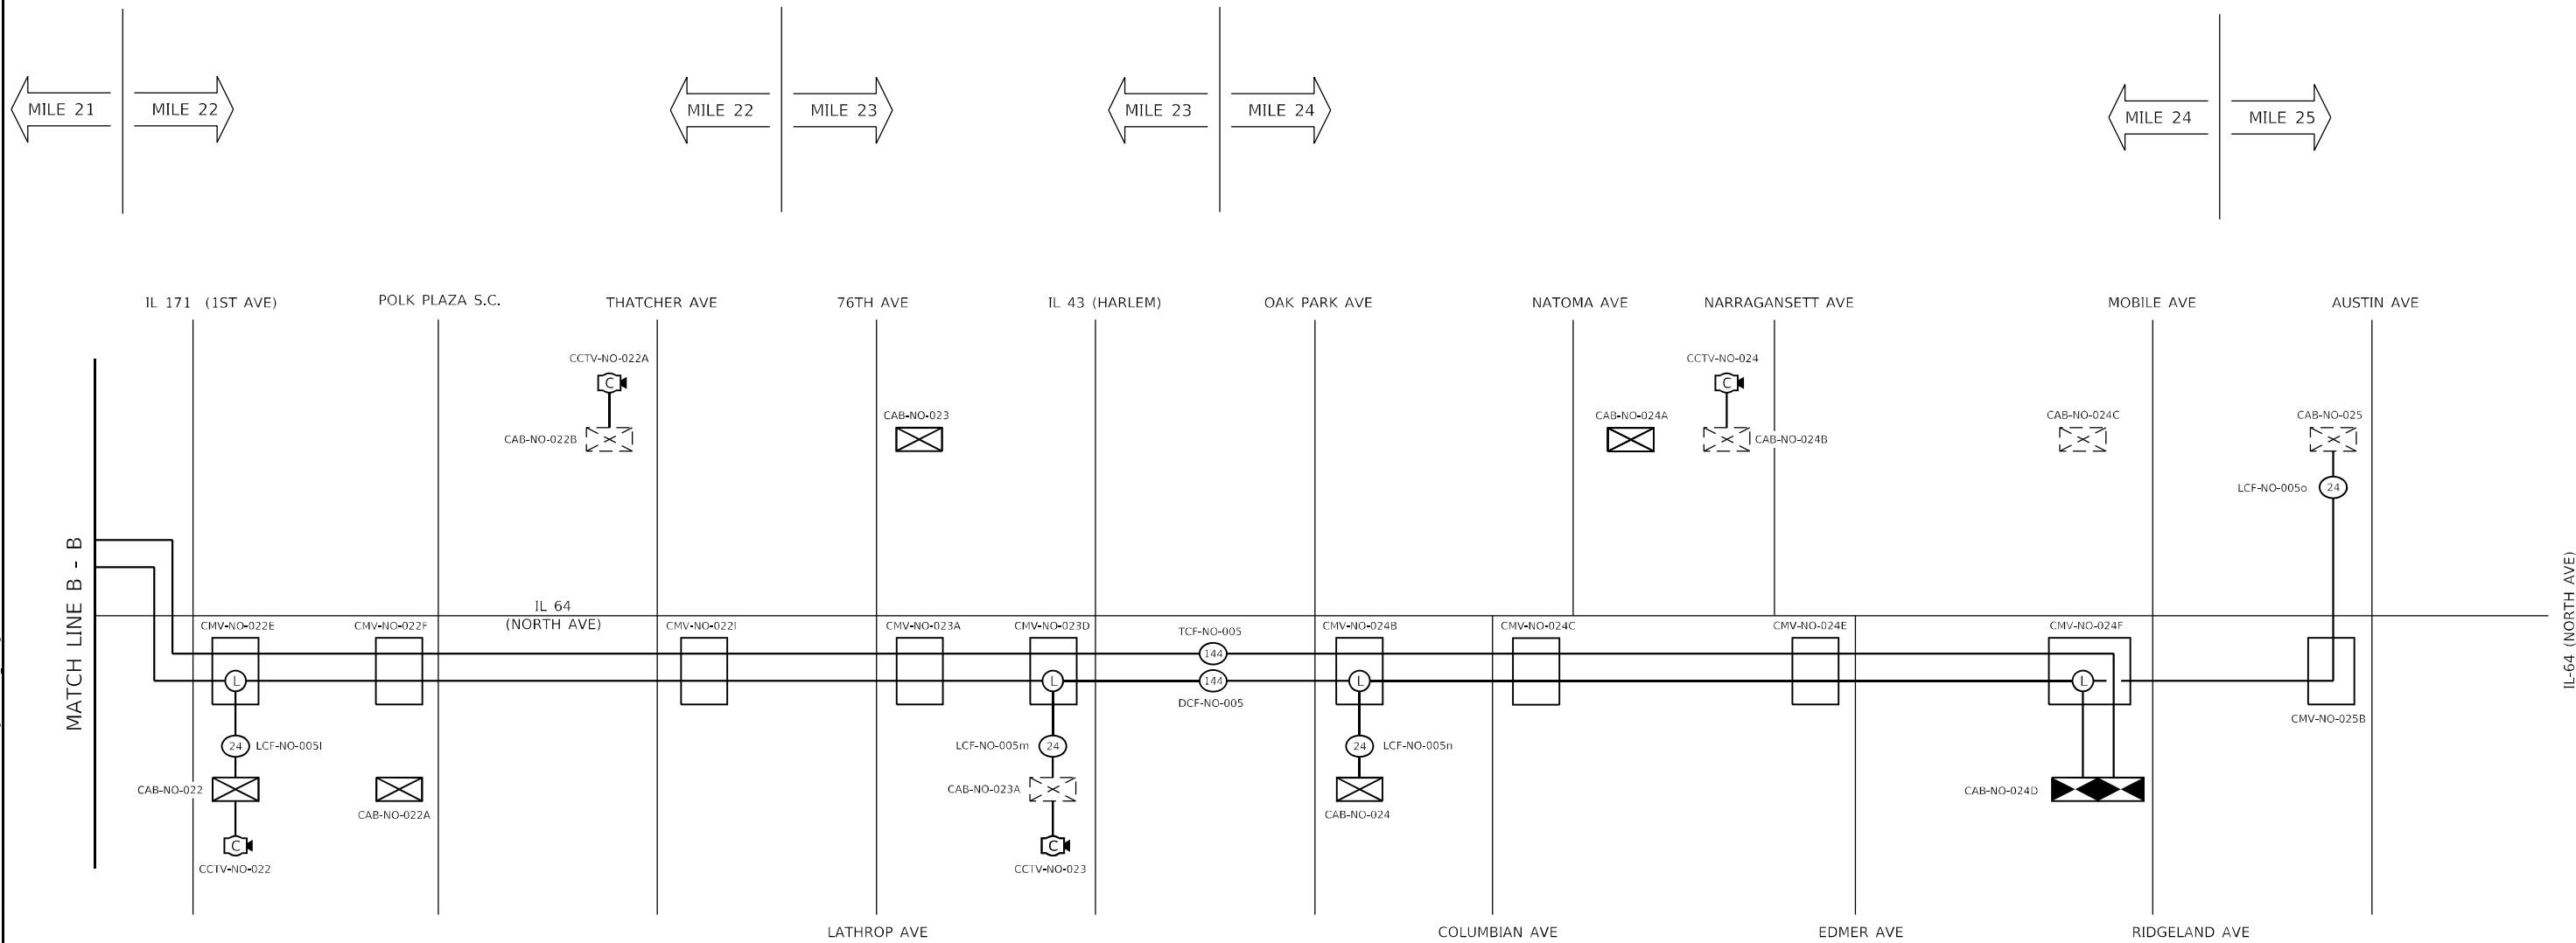 MILE 21
MILE 22
MILE 22
MILE 23
MILE 23
MILE 24
MILE 24
MILE 25
IL 171 (1ST AVE)
POLK PLAZA S.C.
THATCHER AVE
76TH AVE
IL 43 (HARLEM)
OAK PARK AVE
NATOMA AVE
NARRAGANSETT AVE
MOBILE AVE
AUSTIN AVE
CCTV-NO-022A
C
CAB-NO-022B
CAB-NO-023
CAB-NO-024A
CCTV-NO-024
C
CAB-NO-024B
CAB-NO-024C
CAB-NO-025
LCF-NO-005o
24
MATCH LINE B - B
IL 64
(NORTH AVE)
IL-64 (NORTH AVE)
CMV-NO-022E
CMV-NO-022F
CMV-NO-022I
CMV-NO-023A
CMV-NO-023D
TCF-NO-005
144
CMV-NO-024B
CMV-NO-024C
CMV-NO-024E
CMV-NO-024F
L
L
144
DCF-NO-005
L
L
CMV-NO-025B
24
LCF-NO-005l
LCF-NO-005m
24
24
LCF-NO-005n
CAB-NO-022
CAB-NO-022A
CAB-NO-023A
CAB-NO-024
CAB-NO-024D
C
CCTV-NO-022
C
CCTV-NO-023
LATHROP AVE
COLUMBIAN AVE
EDMER AVE
RIDGELAND AVE